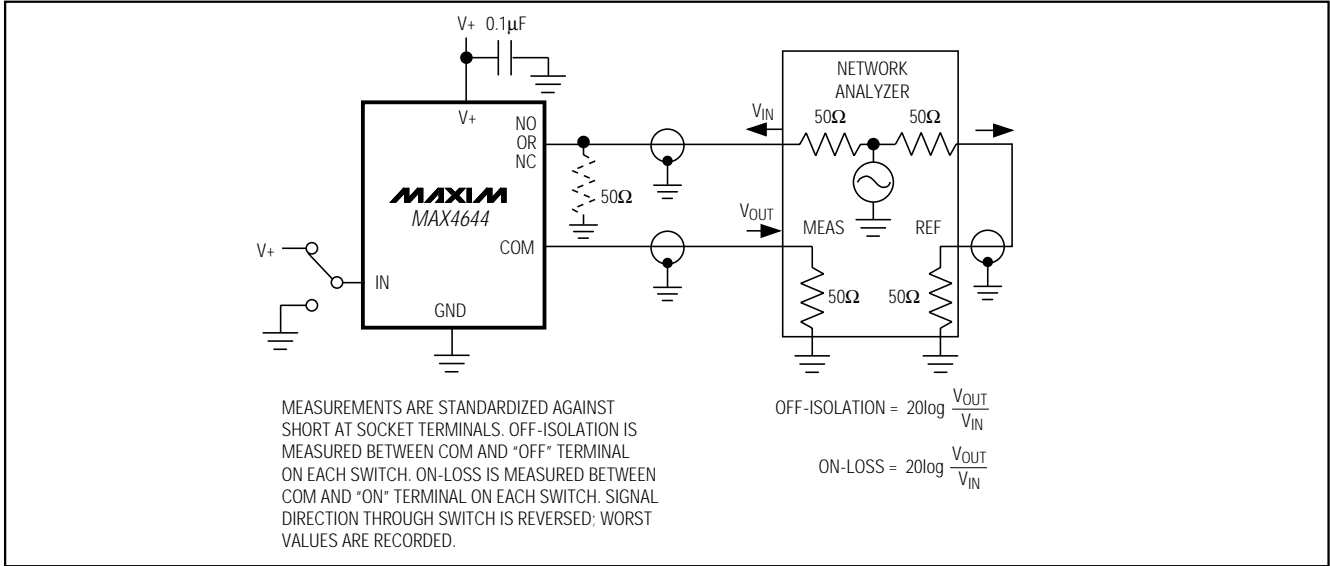 V+ 0.1μF
V+
NO
OR
NC
MAXIM
MAX4644
COM
V+
IN
GND
50Ω
VIN
VOUT
NETWORK
ANALYZER
50Ω 50Ω
MEAS REF
50Ω 50Ω
MEASUREMENTS ARE STANDARDIZED AGAINST
SHORT AT SOCKET TERMINALS. OFF-ISOLATION IS
MEASURED BETWEEN COM AND “OFF” TERMINAL
ON EACH SWITCH. ON-LOSS IS MEASURED BETWEEN
COM AND “ON” TERMINAL ON EACH SWITCH. SIGNAL
DIRECTION THROUGH SWITCH IS REVERSED; WORST
VALUES ARE RECORDED.
OFF-ISOLATION = 20log VOUT
VIN
ON-LOSS = 20log VOUT
VIN